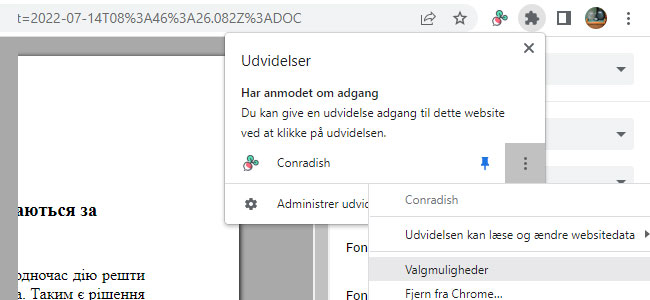 t=2022-07-14T08%3A46%3A26.082Z%3ADOC
Udvidelser
Har anmodet om adgang
Du kan give en udvidelse adgang til dette website
ved at klikke på udvidelsen.
Conradish
Administrer udvid
Conradish
Udvidelsen kan læse og ændre websitedata
Valgmuligheder
Fjern fra Chrome...
аються за
одночас дію решти
а. Таким є рішення
Fon
Fon